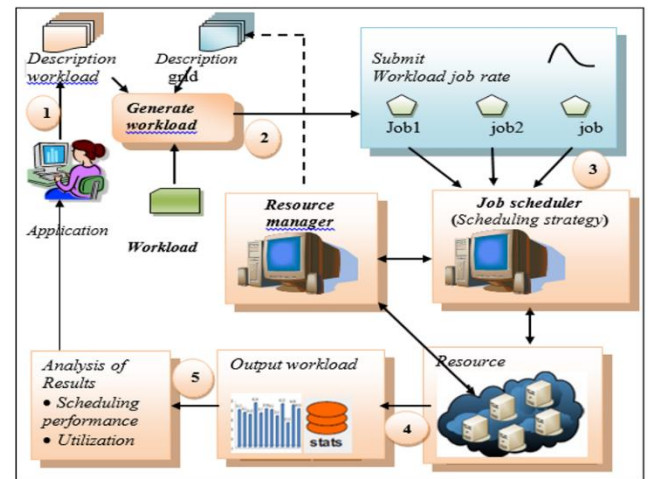 Description
workload
Description
grid
1
Generate
workload
2
Submit
Workload job rate
Job1
job2
job
3
Application
Workload
Resource
manager
Job scheduler
(Scheduling strategy)
Analysis of
Results
• Scheduling
performance
• Utilization
5
Output workload
stats
4
Resource